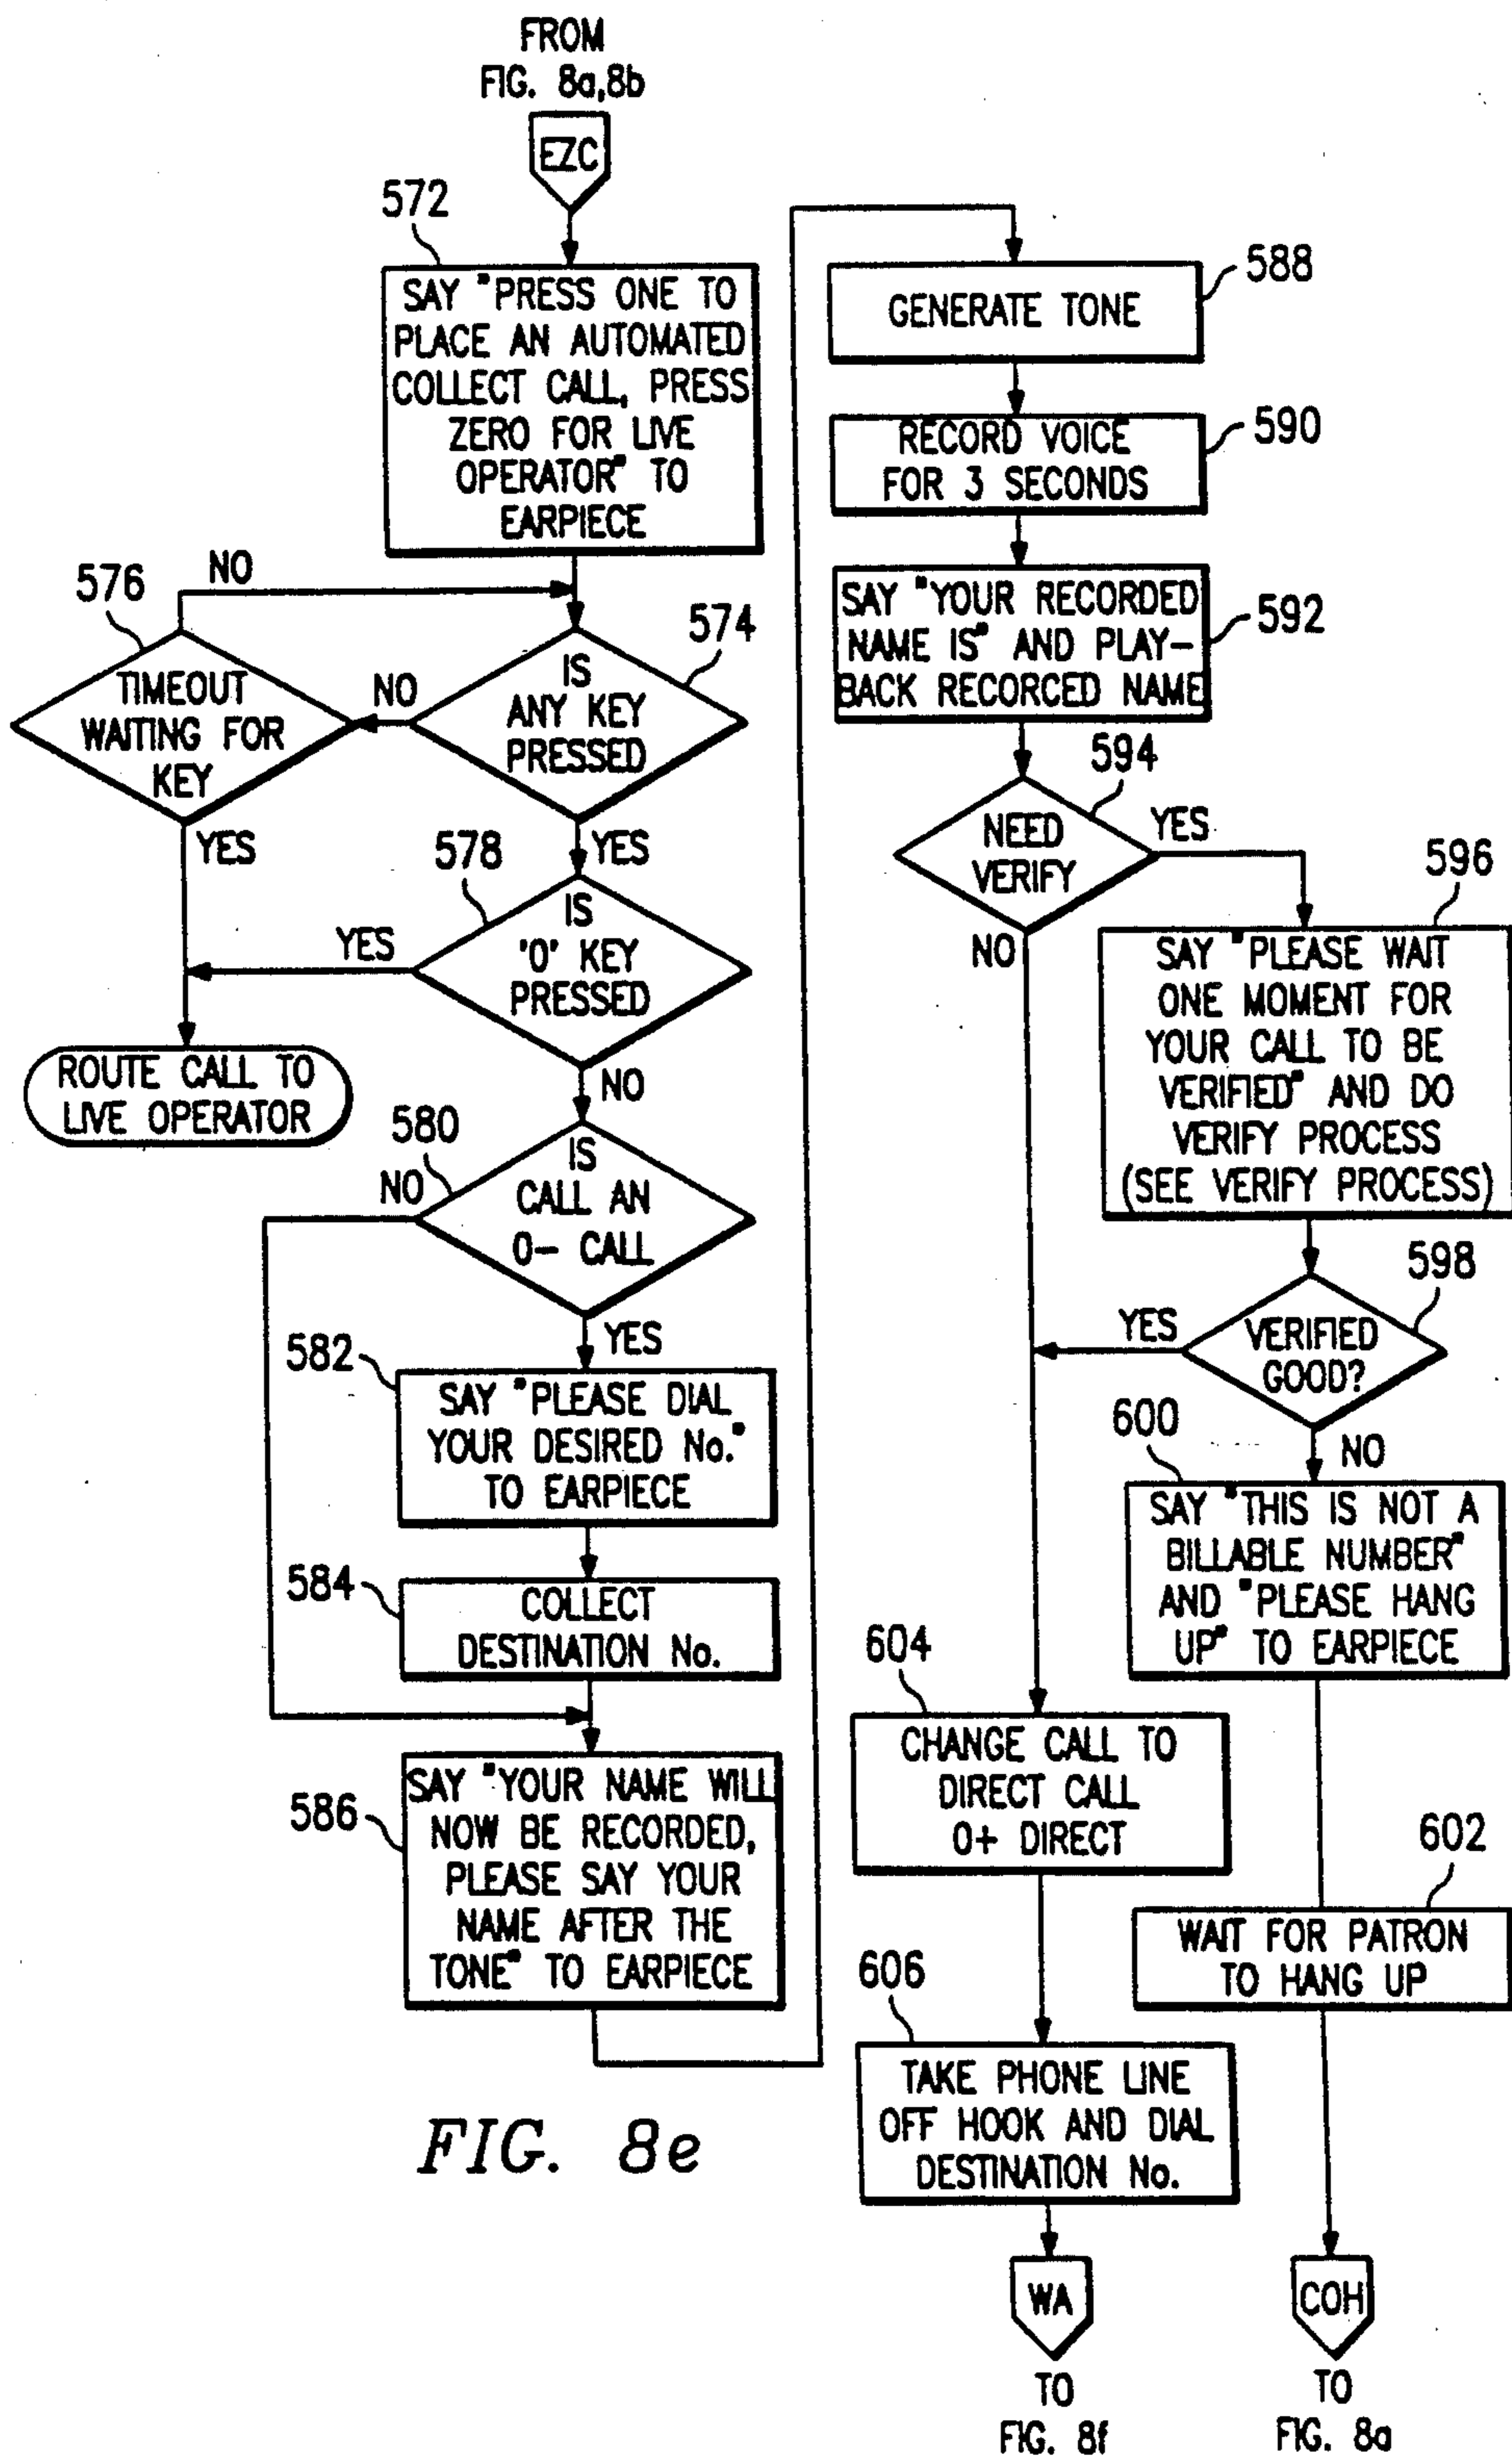 FROM
FIG. 8a,8b
EZC
572
SAY "PRESS ONE TO
PLACE AN AUTOMATED
COLLECT CALL, PRESS
ZERO FOR LIVE
OPERATOR" TO
EARPIECE
576
NO
574
TIMEOUT
WAITING FOR
KEY
NO
IS
ANY KEY
PRESSED
YES
578
YES
IS
'0' KEY
PRESSED
YES
ROUTE CALL TO
LIVE OPERATOR
NO
580
NO
IS
CALL AN
0– CALL
YES
582
SAY "PLEASE DIAL
YOUR DESIRED No."
TO EARPIECE
584
COLLECT
DESTINATION No.
586
SAY "YOUR NAME WILL
NOW BE RECORDED,
PLEASE SAY YOUR
NAME AFTER THE
TONE" TO EARPIECE
588
GENERATE TONE
590
RECORD VOICE
FOR 3 SECONDS
592
SAY "YOUR RECORDED
NAME IS" AND PLAY–
BACK RECORCED NAME
594
NEED
VERIFY
YES
NO
596
SAY "PLEASE WAIT
ONE MOMENT FOR
YOUR CALL TO BE
VERIFIED" AND DO
VERIFY PROCESS
(SEE VERIFY PROCESS)
598
YES
VERIFIED
GOOD?
600
NO
SAY "THIS IS NOT A
BILLABLE NUMBER"
AND "PLEASE HANG
UP" TO EARPIECE
604
CHANGE CALL TO
DIRECT CALL
0+ DIRECT
602
WAIT FOR PATRON
TO HANG UP
606
TAKE PHONE LINE
OFF HOOK AND DIAL
DESTINATION No.
WA
TO
FIG. 8f
COH
TO
FIG. 8a
FIG. 8e